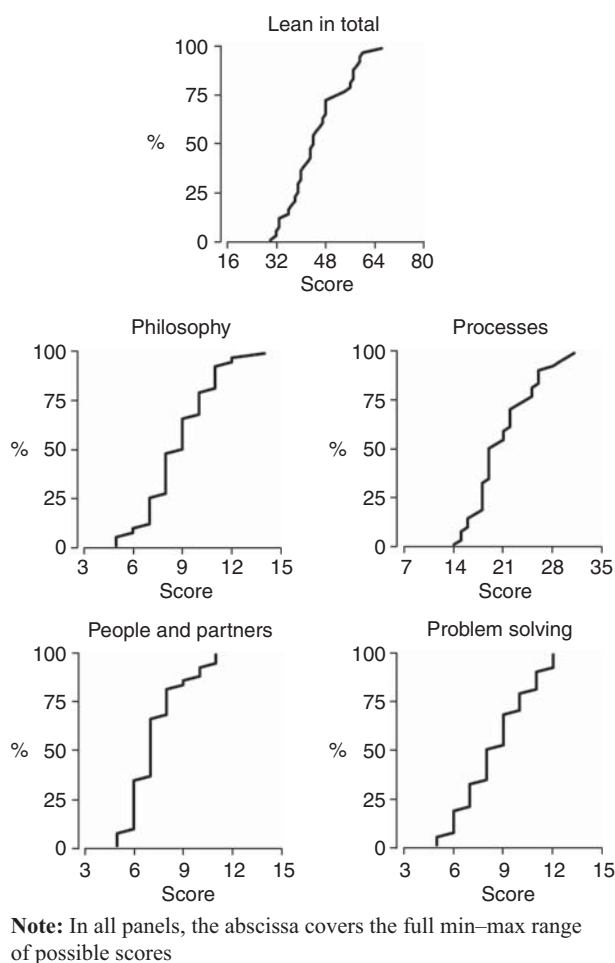 Lean in total
100
75
% 50
25
0
16 32 48 64 80
Score
Philosophy Processes
100 100
75 75
% 50 % 50
25 25
0 0
3 6 9 12 15 7 14 21 28 35
Score Score
People and partners Problem solving
100 100
75 75
% 50 % 50
25 25
0 0
3 6 9 12 15 3 6 9 12 15
Score Score
Note: In all panels, the abscissa covers the full min–max range
of possible scores